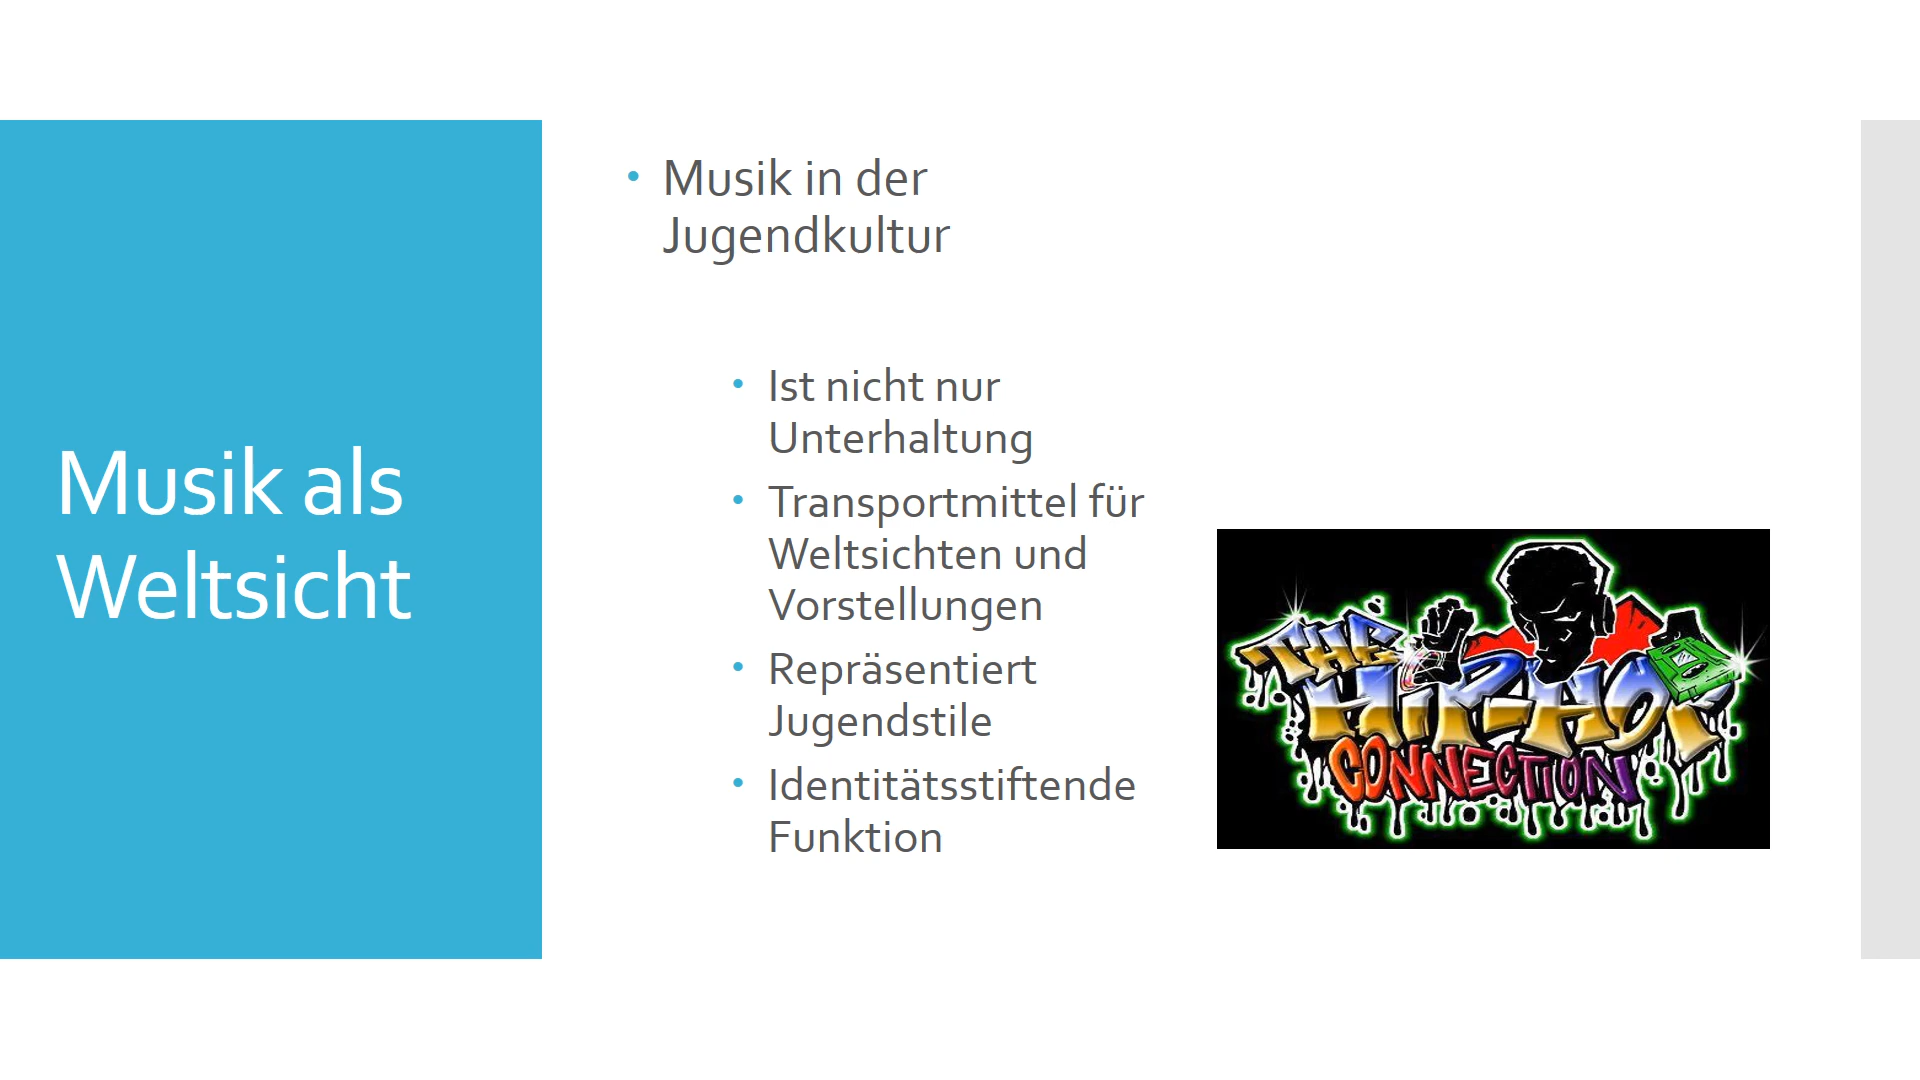 Musik als
Weltsicht
• Musik in der
Jugendkultur
• Ist nicht nur
Unterhaltung
• Transportmittel für
Weltsichten und
Vorstellungen
• Repräsentiert
Jugendstile
• Identitätsstiftende
Funktion
THE
HIP-HOP
CONNECTION